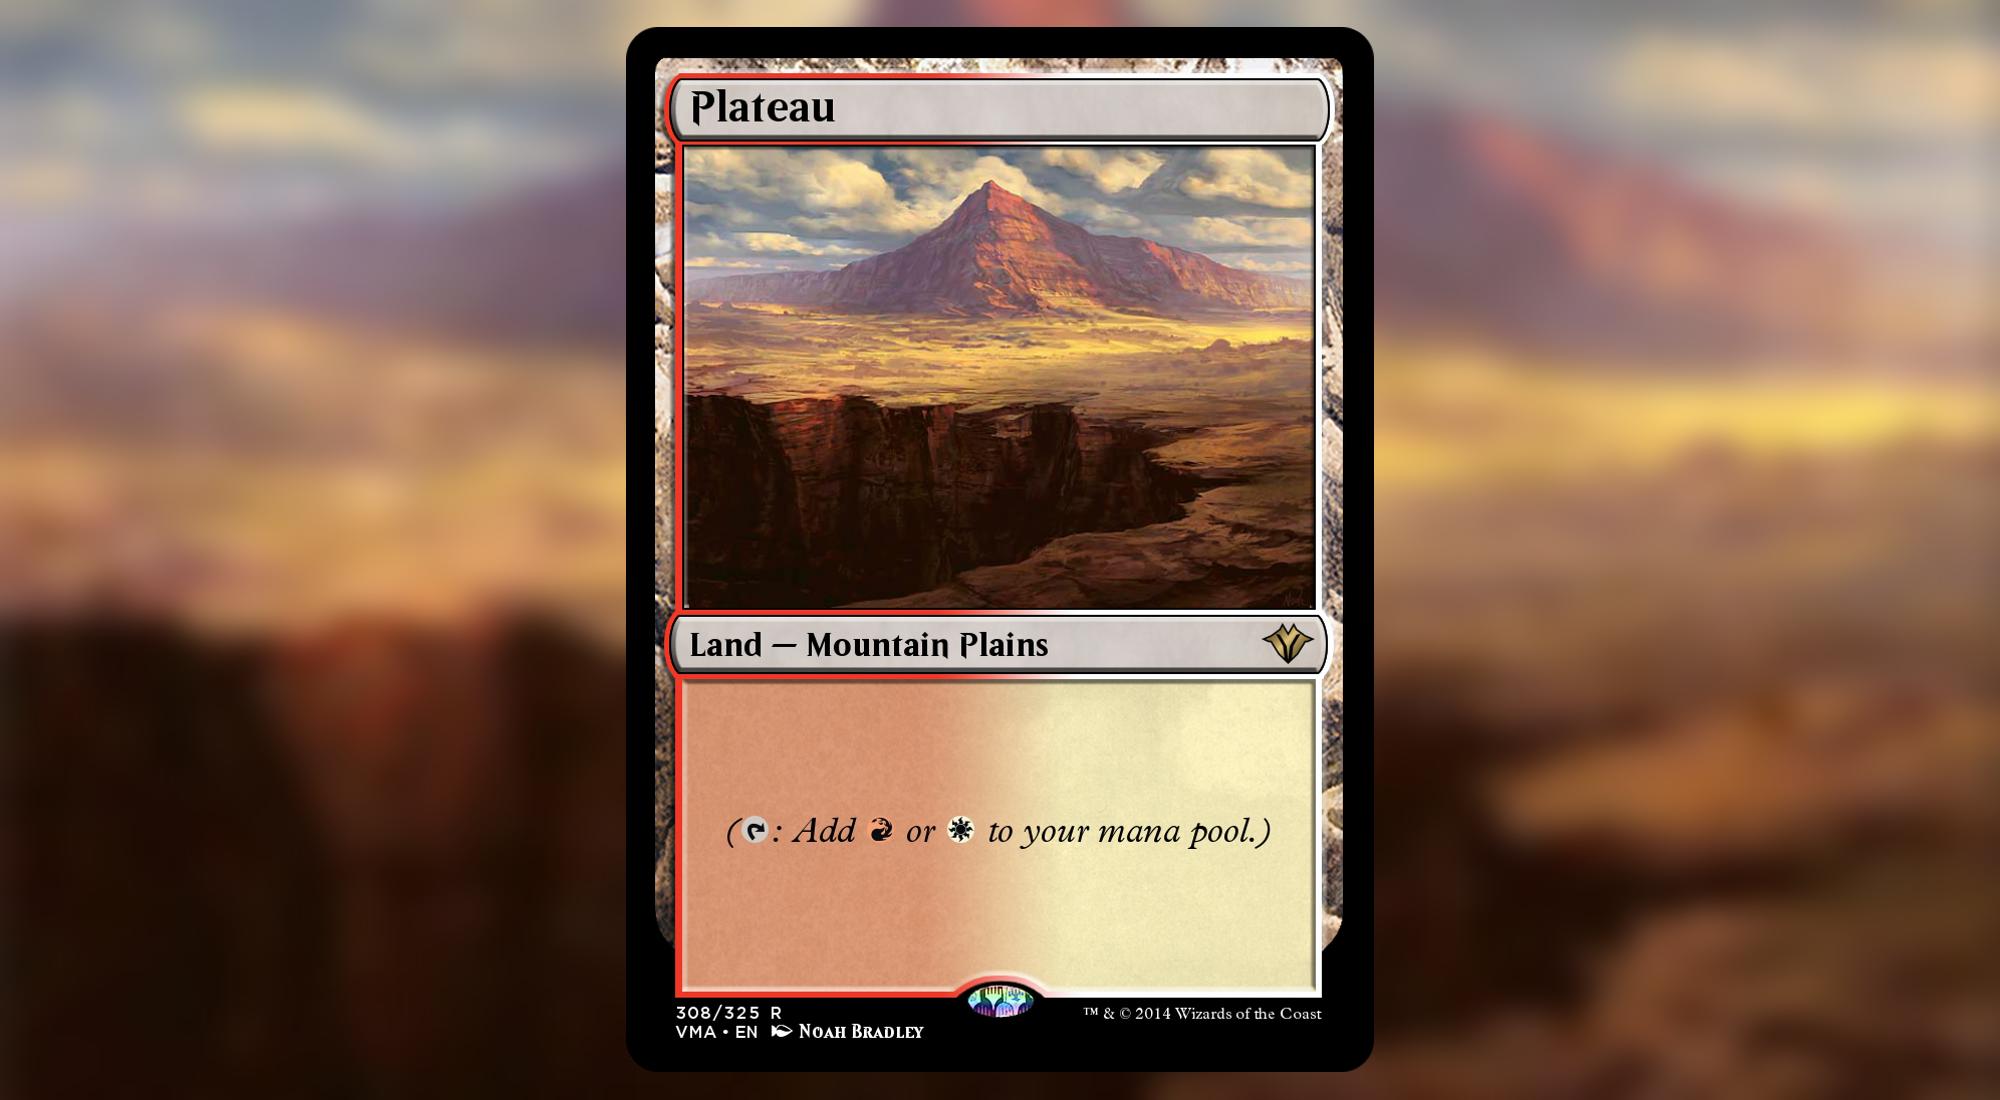 Plateau
Land — Mountain Plains
(: Add or to your mana pool.)
308/325 R
VMA • EN Noah Bradley
™ & © 2014 Wizards of the Coast